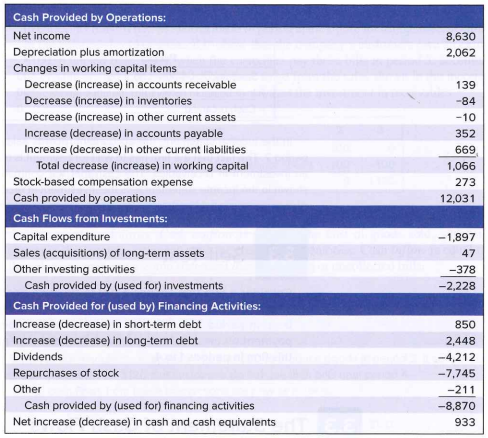 Cash Provided by Operations:
Net income 8,630
Depreciation plus amortization 2,062
Changes in working capital items
Decrease (increase) in accounts receivable 139
Decrease (increase) in inventories −84
Decrease (increase) in other current assets −10
Increase (decrease) in accounts payable 352
Increase (decrease) in other current liabilities 669
Total decrease (increase) in working capital 1,066
Stock-based compensation expense 273
Cash provided by operations 12,031
Cash Flows from Investments:
Capital expenditure −1,897
Sales (acquisitions) of long-term assets 47
Other investing activities −378
Cash provided by (used for) investments −2,228
Cash Provided for (used by) Financing Activities:
Increase (decrease) in short-term debt 850
Increase (decrease) in long-term debt 2,448
Dividends −4,212
Repurchases of stock −7,745
Other −211
Cash provided by (used for) financing activities −8,870
Net increase (decrease) in cash and cash equivalents 933